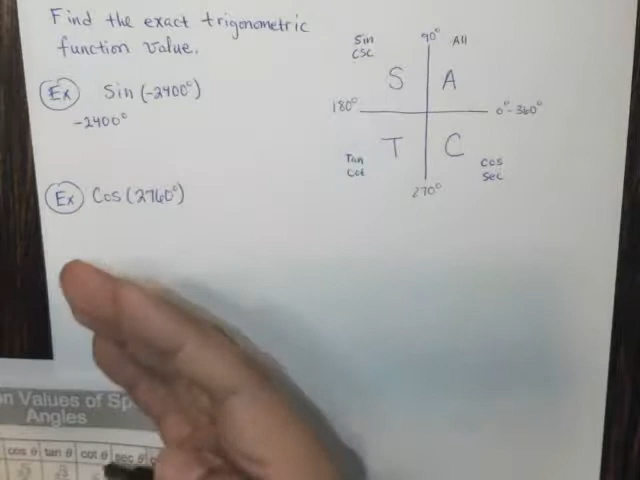 Find the exact trigonometric
function value.
Ex Sin (-2400°)
-2400°
Ex Cos (2760°)
90°
Sin
csc
All
S A
180°
0°-360°
T C
Tan
Cot
cos
sec
270°
n Values of Sp
Angles
cos θ tan θ cot θ sec θ